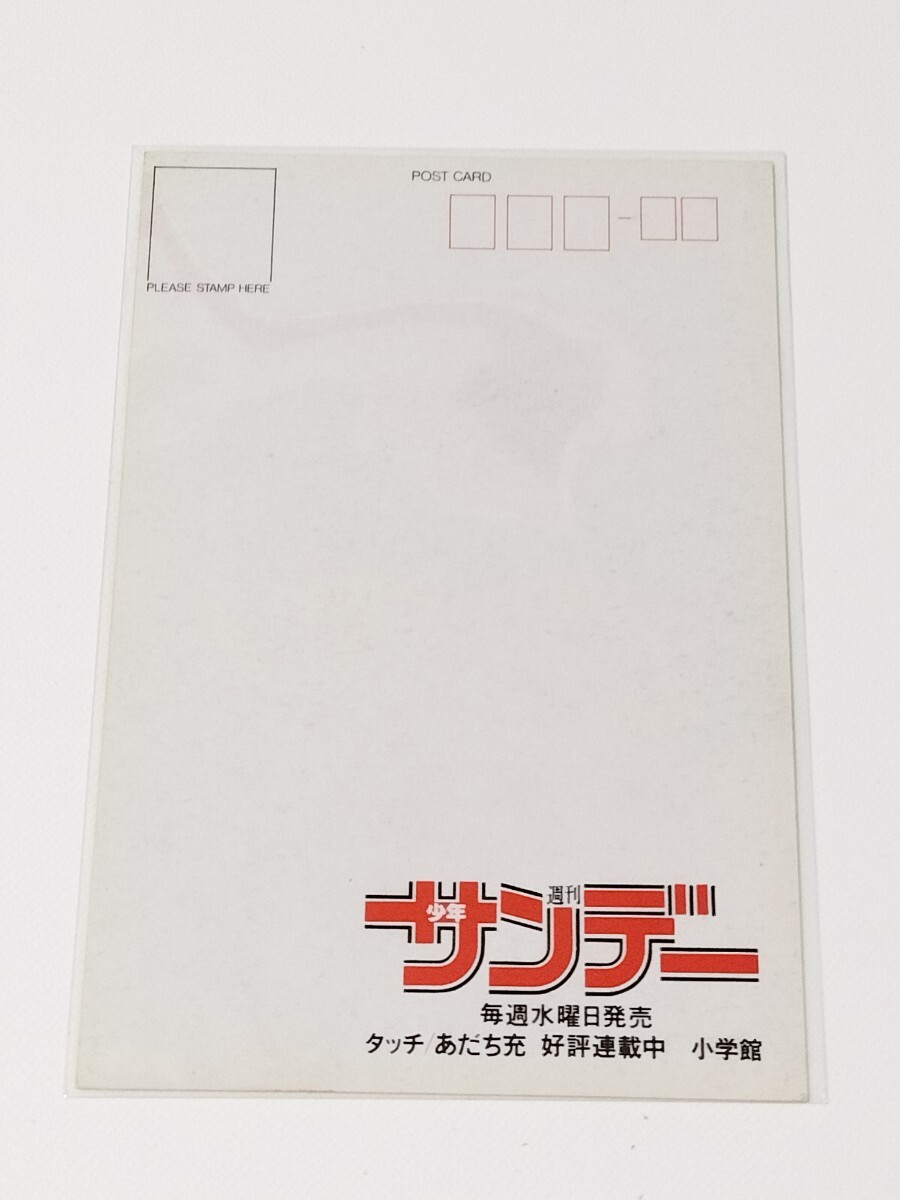 POST CARD
PLEASE STAMP HERE
週刊
少年
サンデー
毎週水曜日発売
タッチ/あだち充 好評連載中 小学館